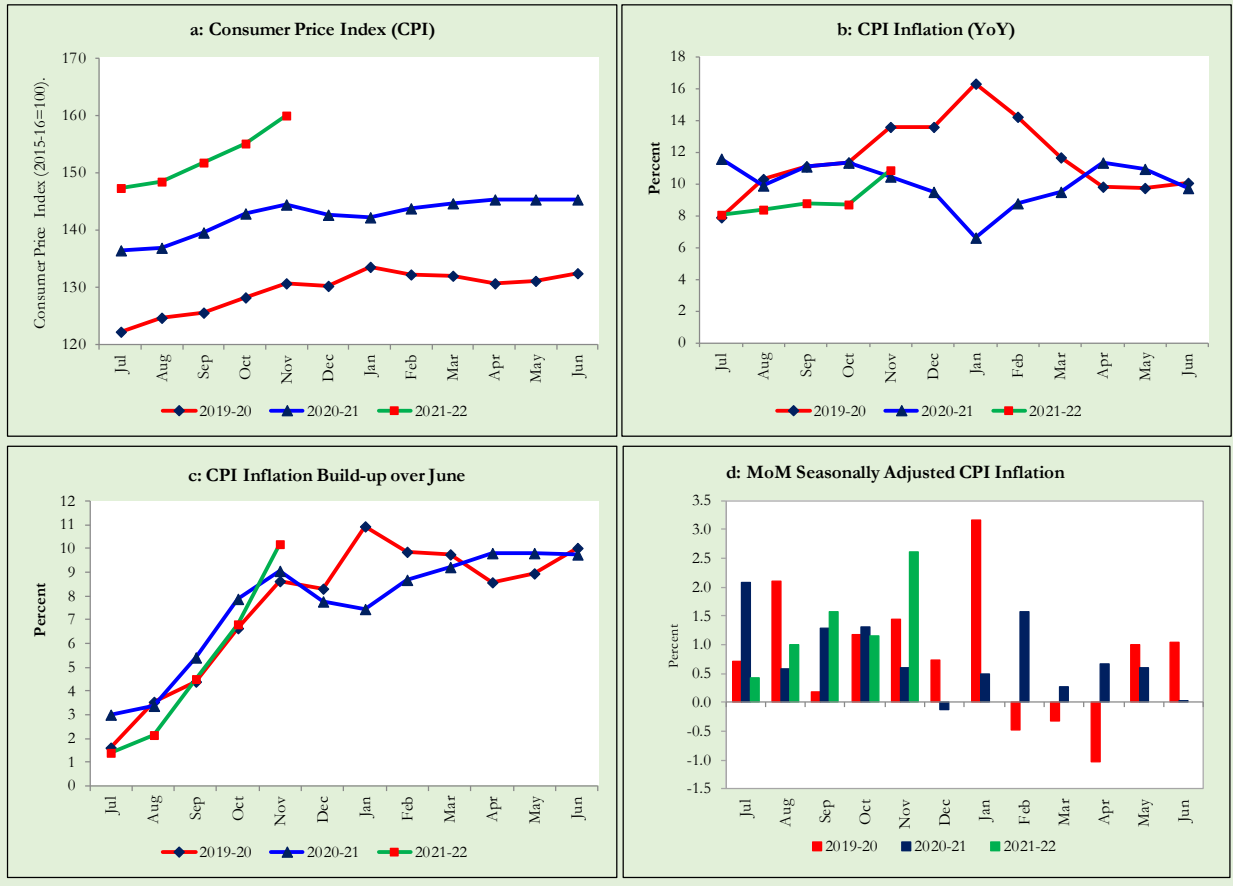 a: Consumer Price Index (CPI)
Consumer Price Index (2015-16=100).
170
160
150
140
130
120
Jul Aug Sep Oct Nov Dec Jan Feb Mar Apr May Jun
2019-20 2020-21 2021-22
b: CPI Inflation (YoY)
Percent
18
16
14
12
10
8
6
4
2
0
Jul Aug Sep Oct Nov Dec Jan Feb Mar Apr May Jun
2019-20 2020-21 2021-22
c: CPI Inflation Build-up over June
Percent
12
11
10
9
8
7
6
5
4
3
2
1
0
Jul Aug Sep Oct Nov Dec Jan Feb Mar Apr May Jun
2019-20 2020-21 2021-22
d: MoM Seasonally Adjusted CPI Inflation
Percent
3.5
3.0
2.5
2.0
1.5
1.0
0.5
0.0
-0.5
-1.0
-1.5
Jul Aug Sep Oct Nov Dec Jan Feb Mar Apr May Jun
2019-20 2020-21 2021-22